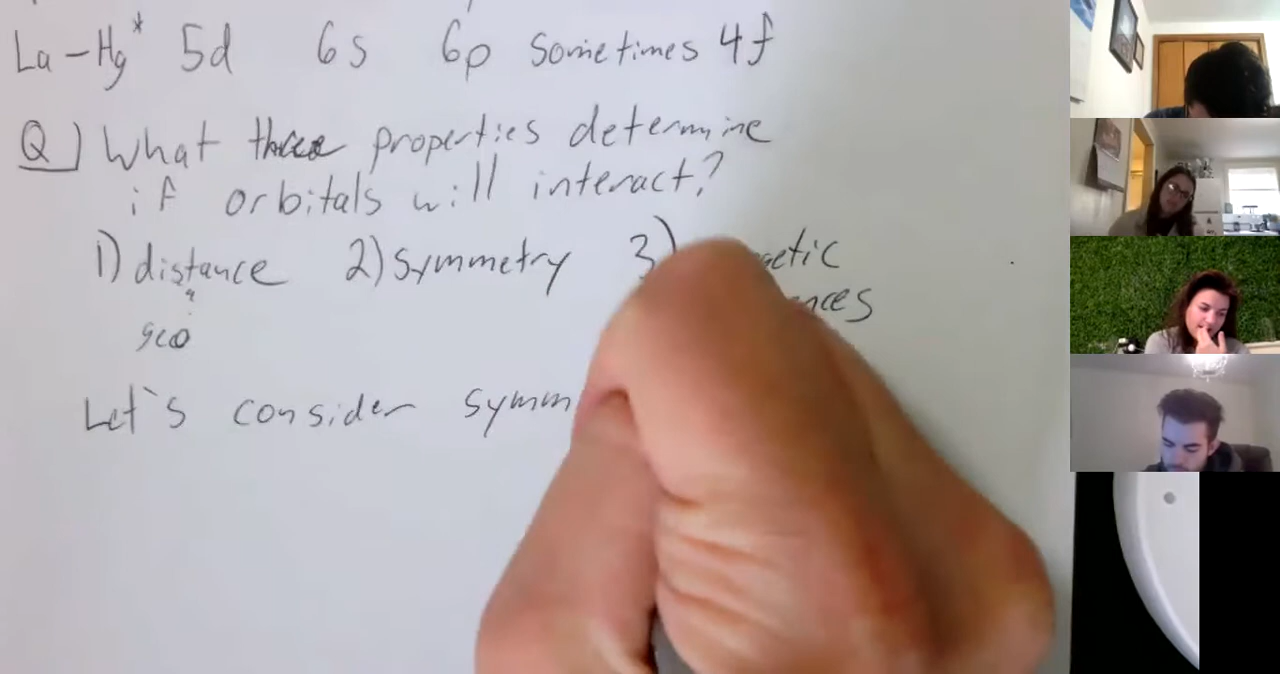 La-Hg* 5d 6s 6p sometimes 4f
Q] What three properties determine
if orbitals will interact?
1) distance 2) Symmetry 3)
geo
Let's consider symm